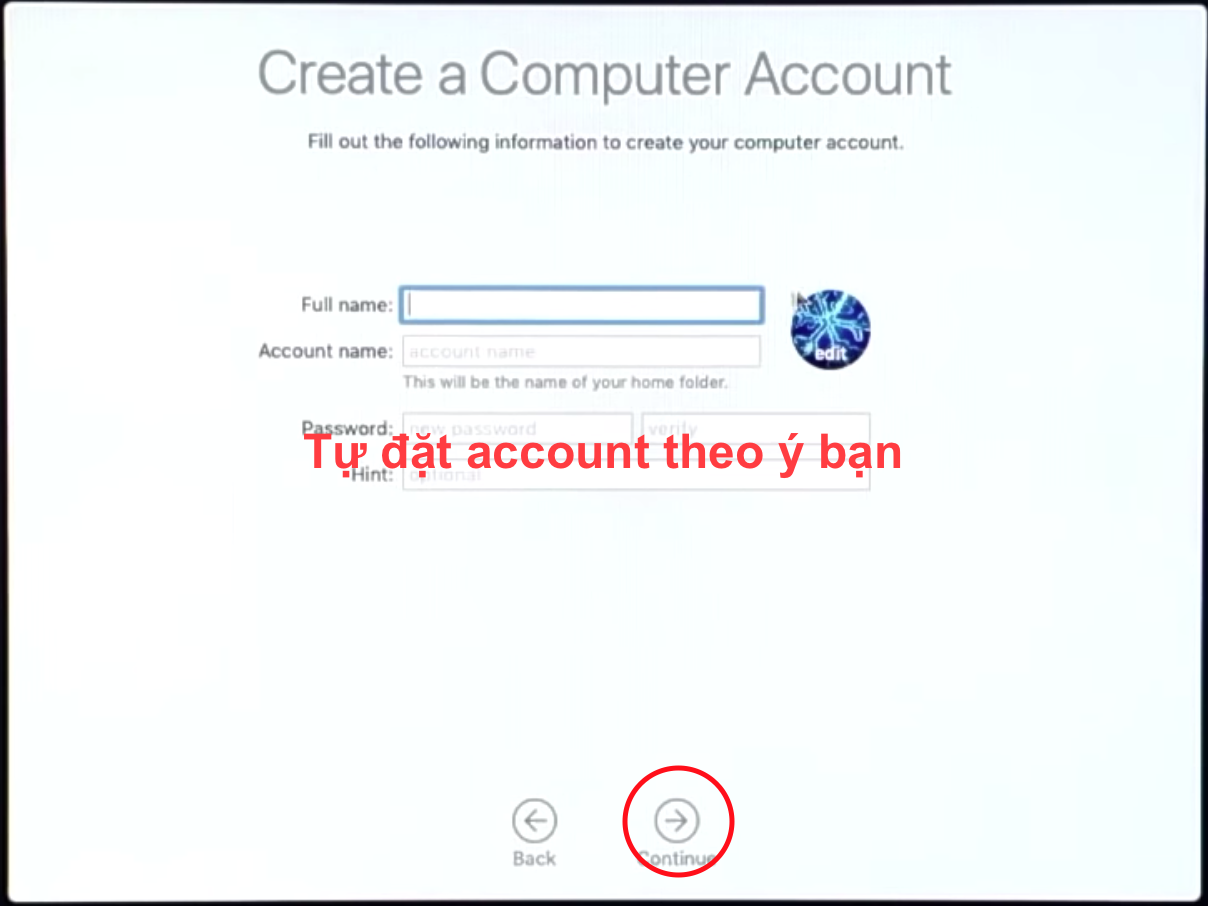 Create a Computer Account
Fill out the following information to create your computer account.
Full name:
Account name: account name
edit
This will be the name of your home folder.
Password: new password verify
Tự đặt account theo ý bạn
Hint: optional
Back Continue